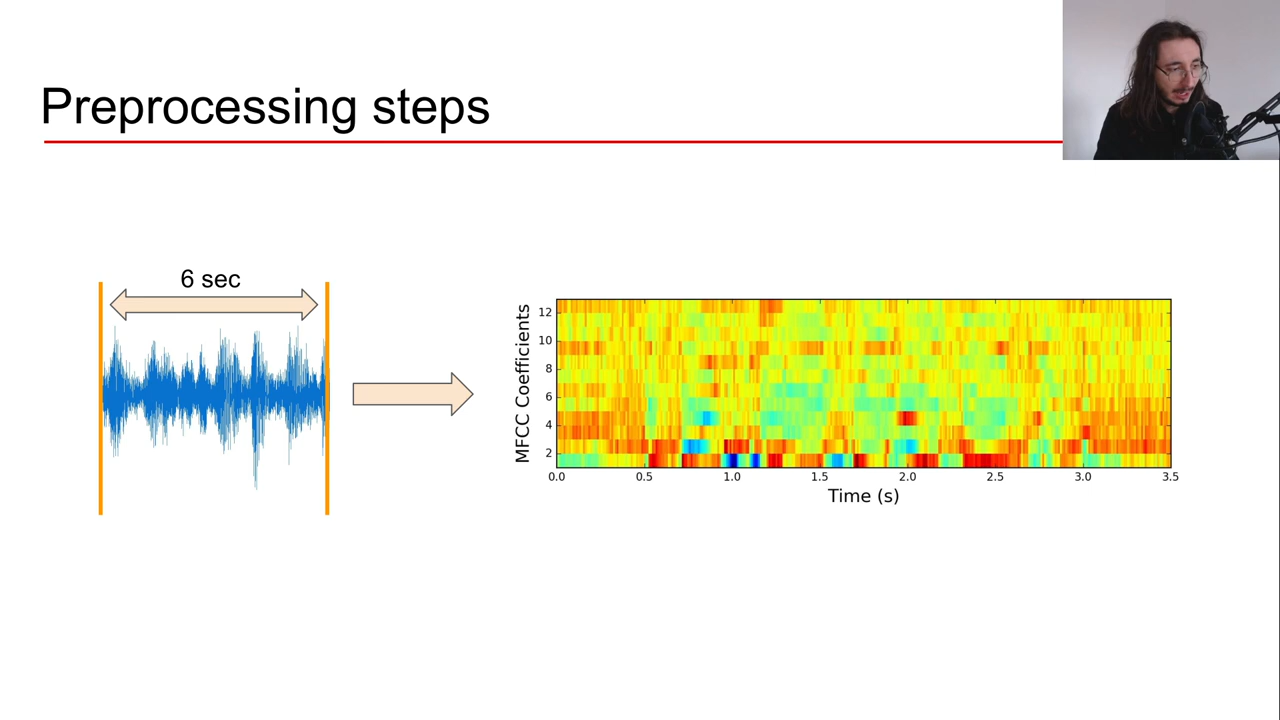 Preprocessing steps
6 sec
MFCC Coefficients
12
10
8
6
4
2
0.0 0.5 1.0 1.5 2.0 2.5 3.0 3.5
Time (s)